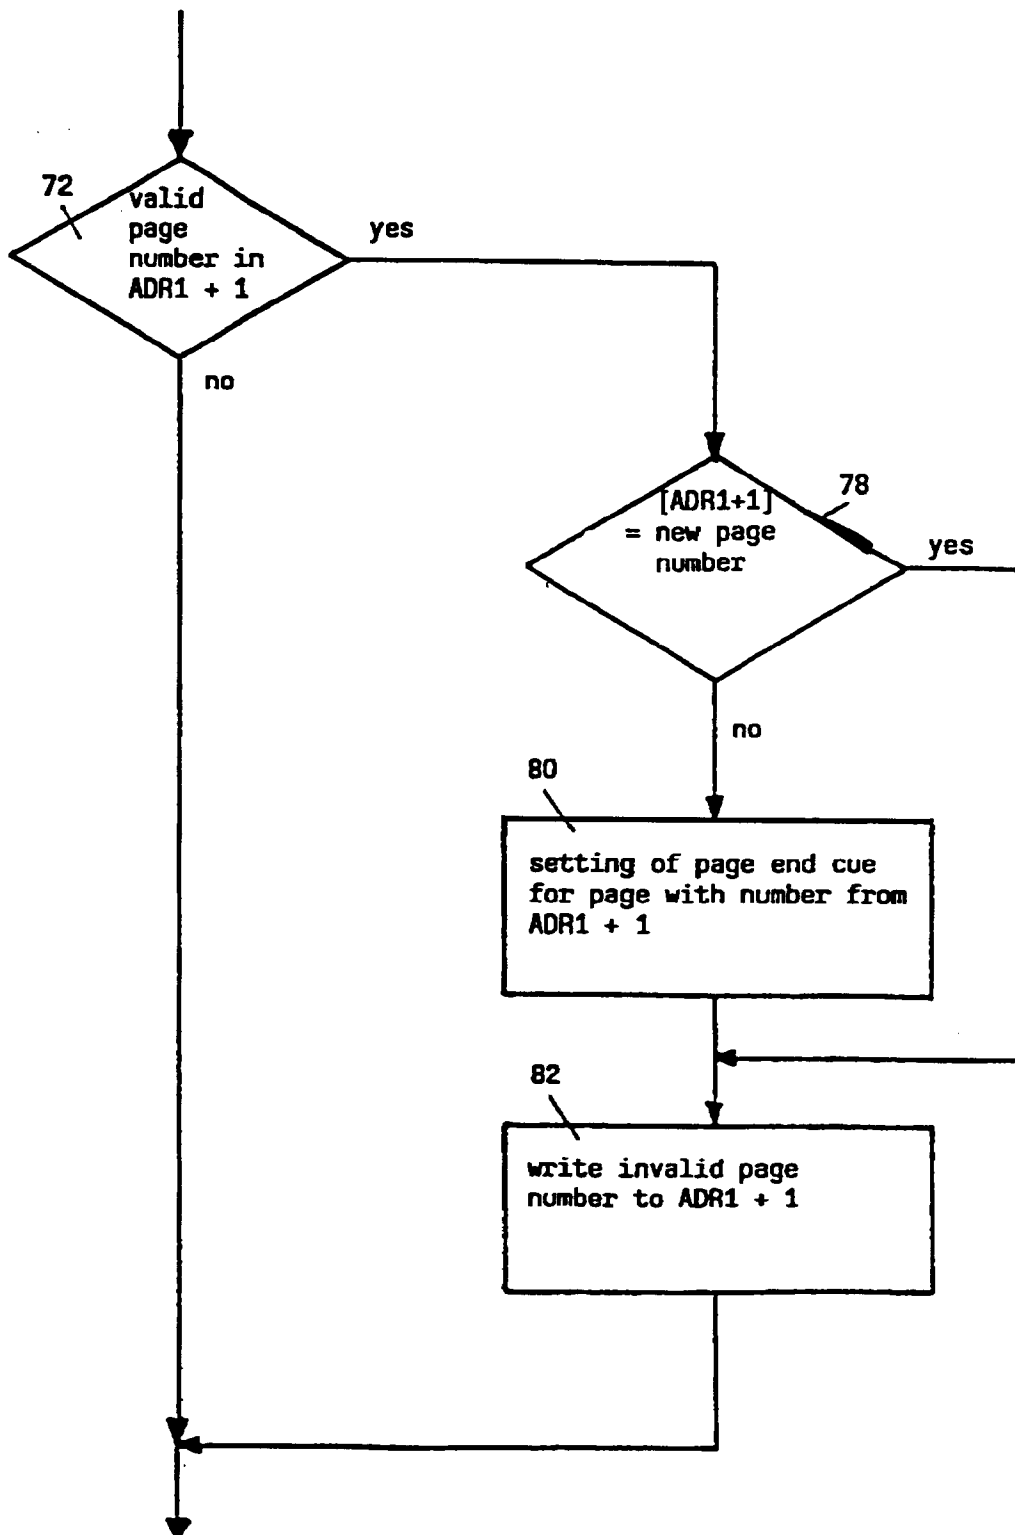 72
valid
page
number in
ADR1 + 1
yes
no
78
[ADR1+1]
= new page
number
yes
no
80
setting of page end cue
for page with number from
ADR1 + 1
82
write invalid page
number to ADR1 + 1